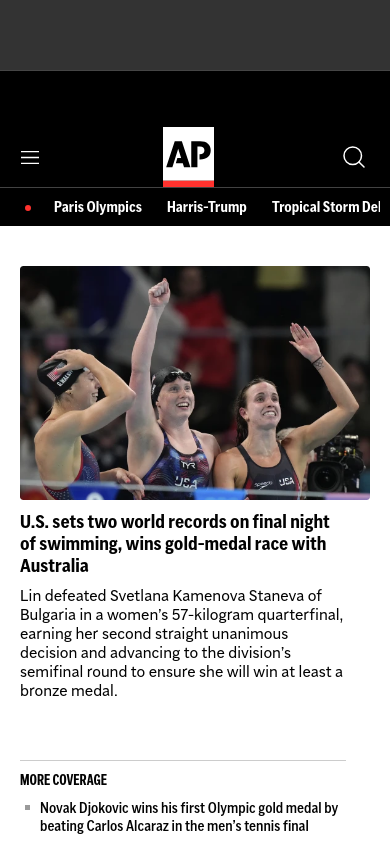 AP
Paris Olympics Harris-Trump Tropical Storm Del
TYR
USA
USA
U.S. sets two world records on final night
of swimming, wins gold-medal race with
Australia
Lin defeated Svetlana Kamenova Staneva of
Bulgaria in a women’s 57-kilogram quarterfinal,
earning her second straight unanimous
decision and advancing to the division’s
semifinal round to ensure she will win at least a
bronze medal.
MORE COVERAGE
Novak Djokovic wins his first Olympic gold medal by
beating Carlos Alcaraz in the men’s tennis final